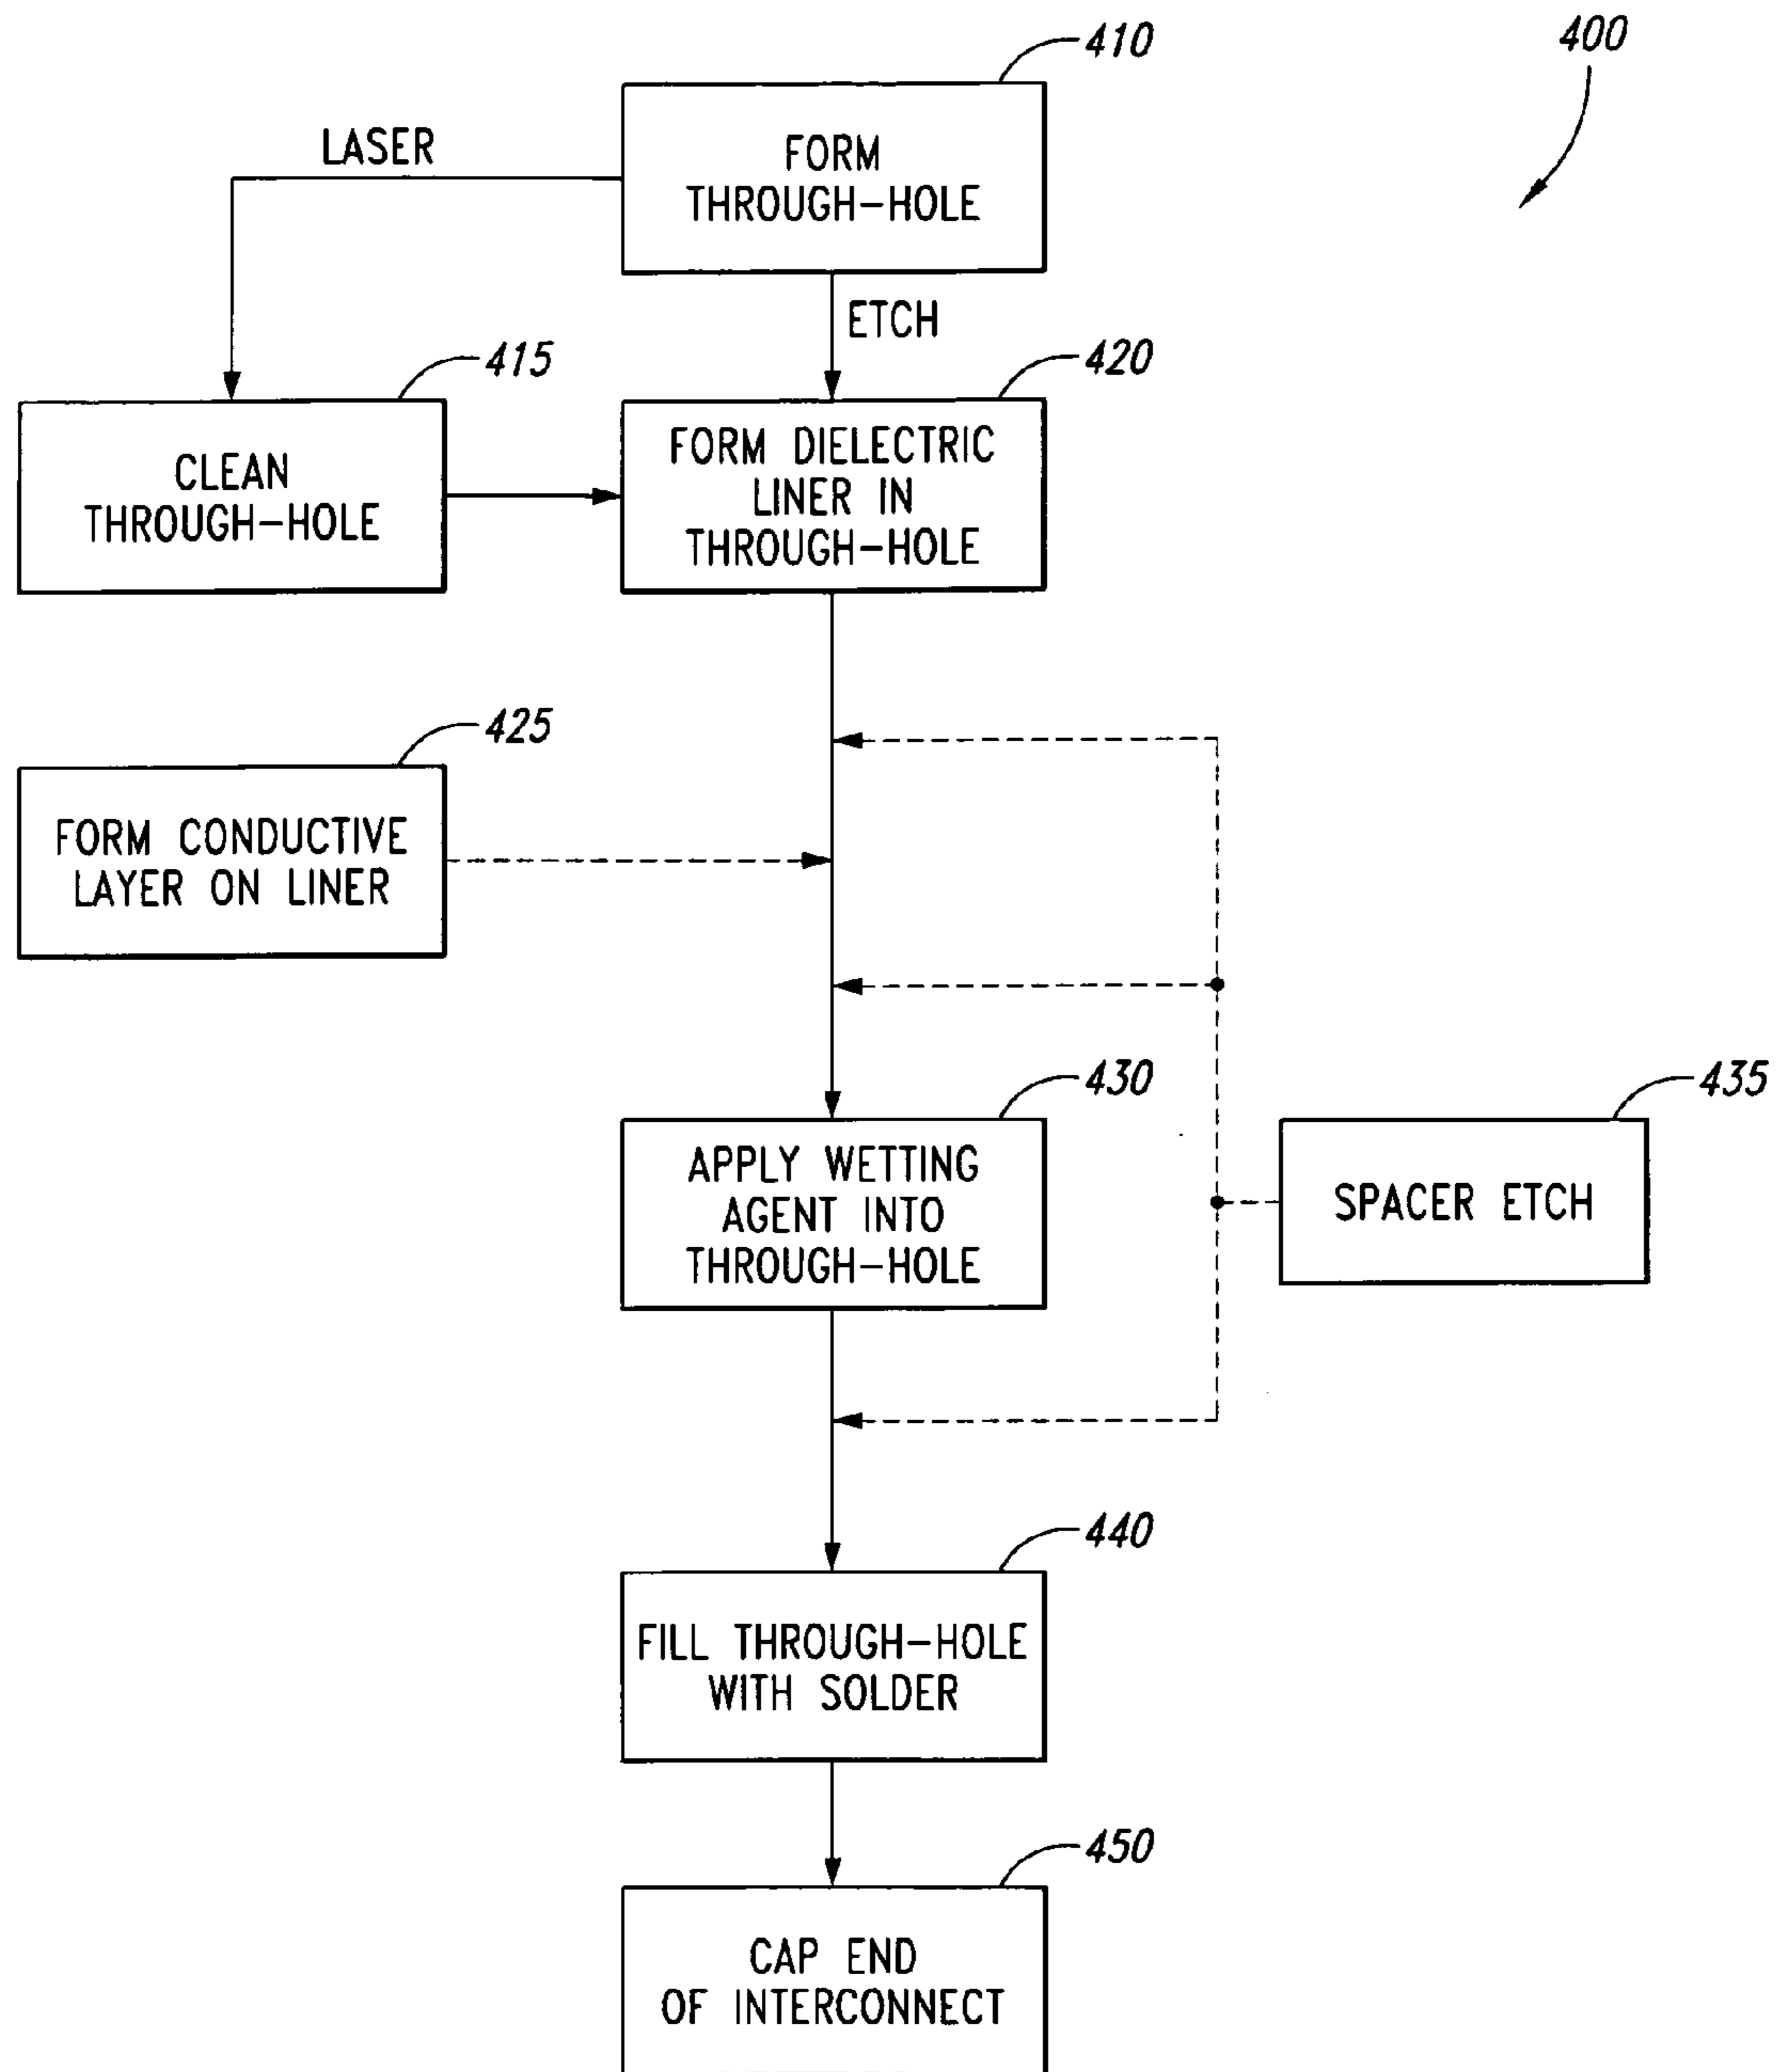 410
400
LASER
FORM
THROUGH-HOLE
ETCH
415
420
CLEAN
THROUGH-HOLE
FORM DIELECTRIC
LINER IN
THROUGH-HOLE
425
FORM CONDUCTIVE
LAYER ON LINER
430
435
APPLY WETTING
AGENT INTO
THROUGH-HOLE
SPACER ETCH
440
FILL THROUGH-HOLE
WITH SOLDER
450
CAP END
OF INTERCONNECT